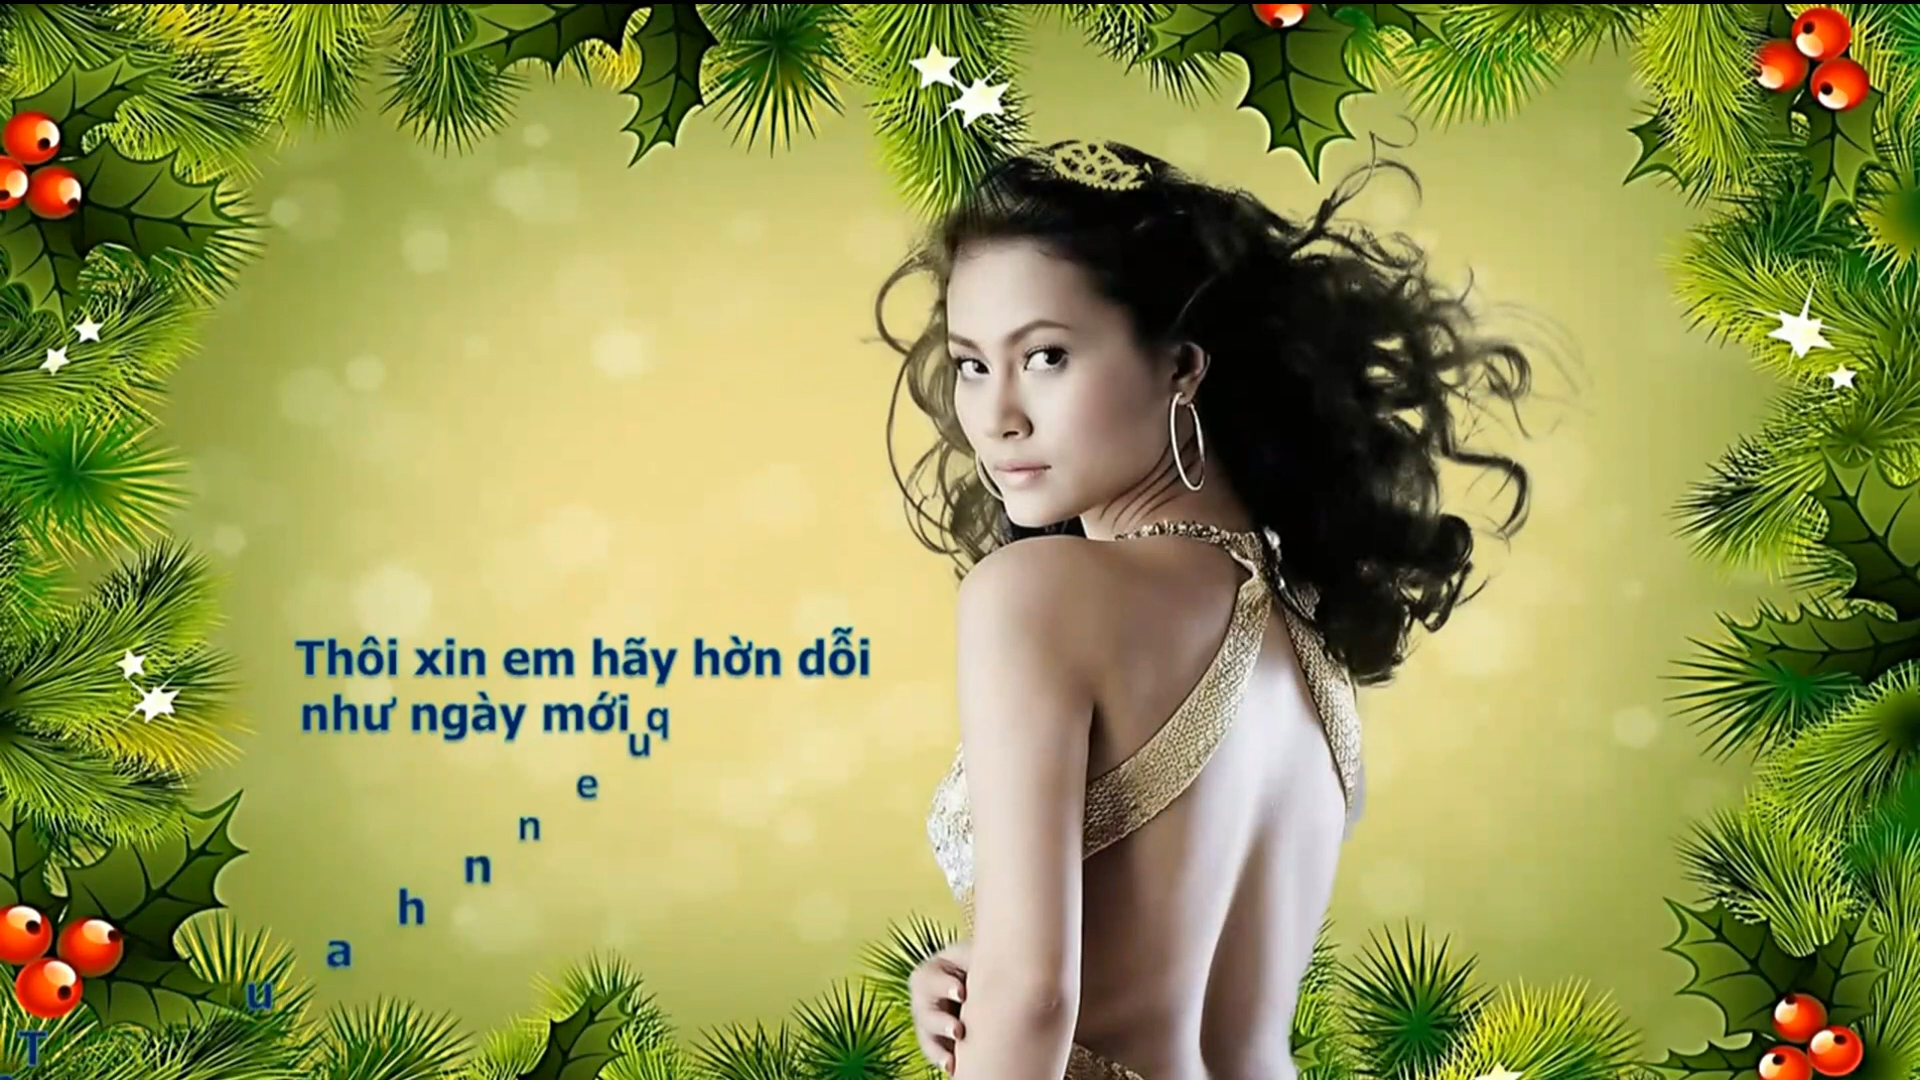 Thôi xin em hãy hờn dỗi
như ngày mới q
u
e
n
n
h
a
u
T